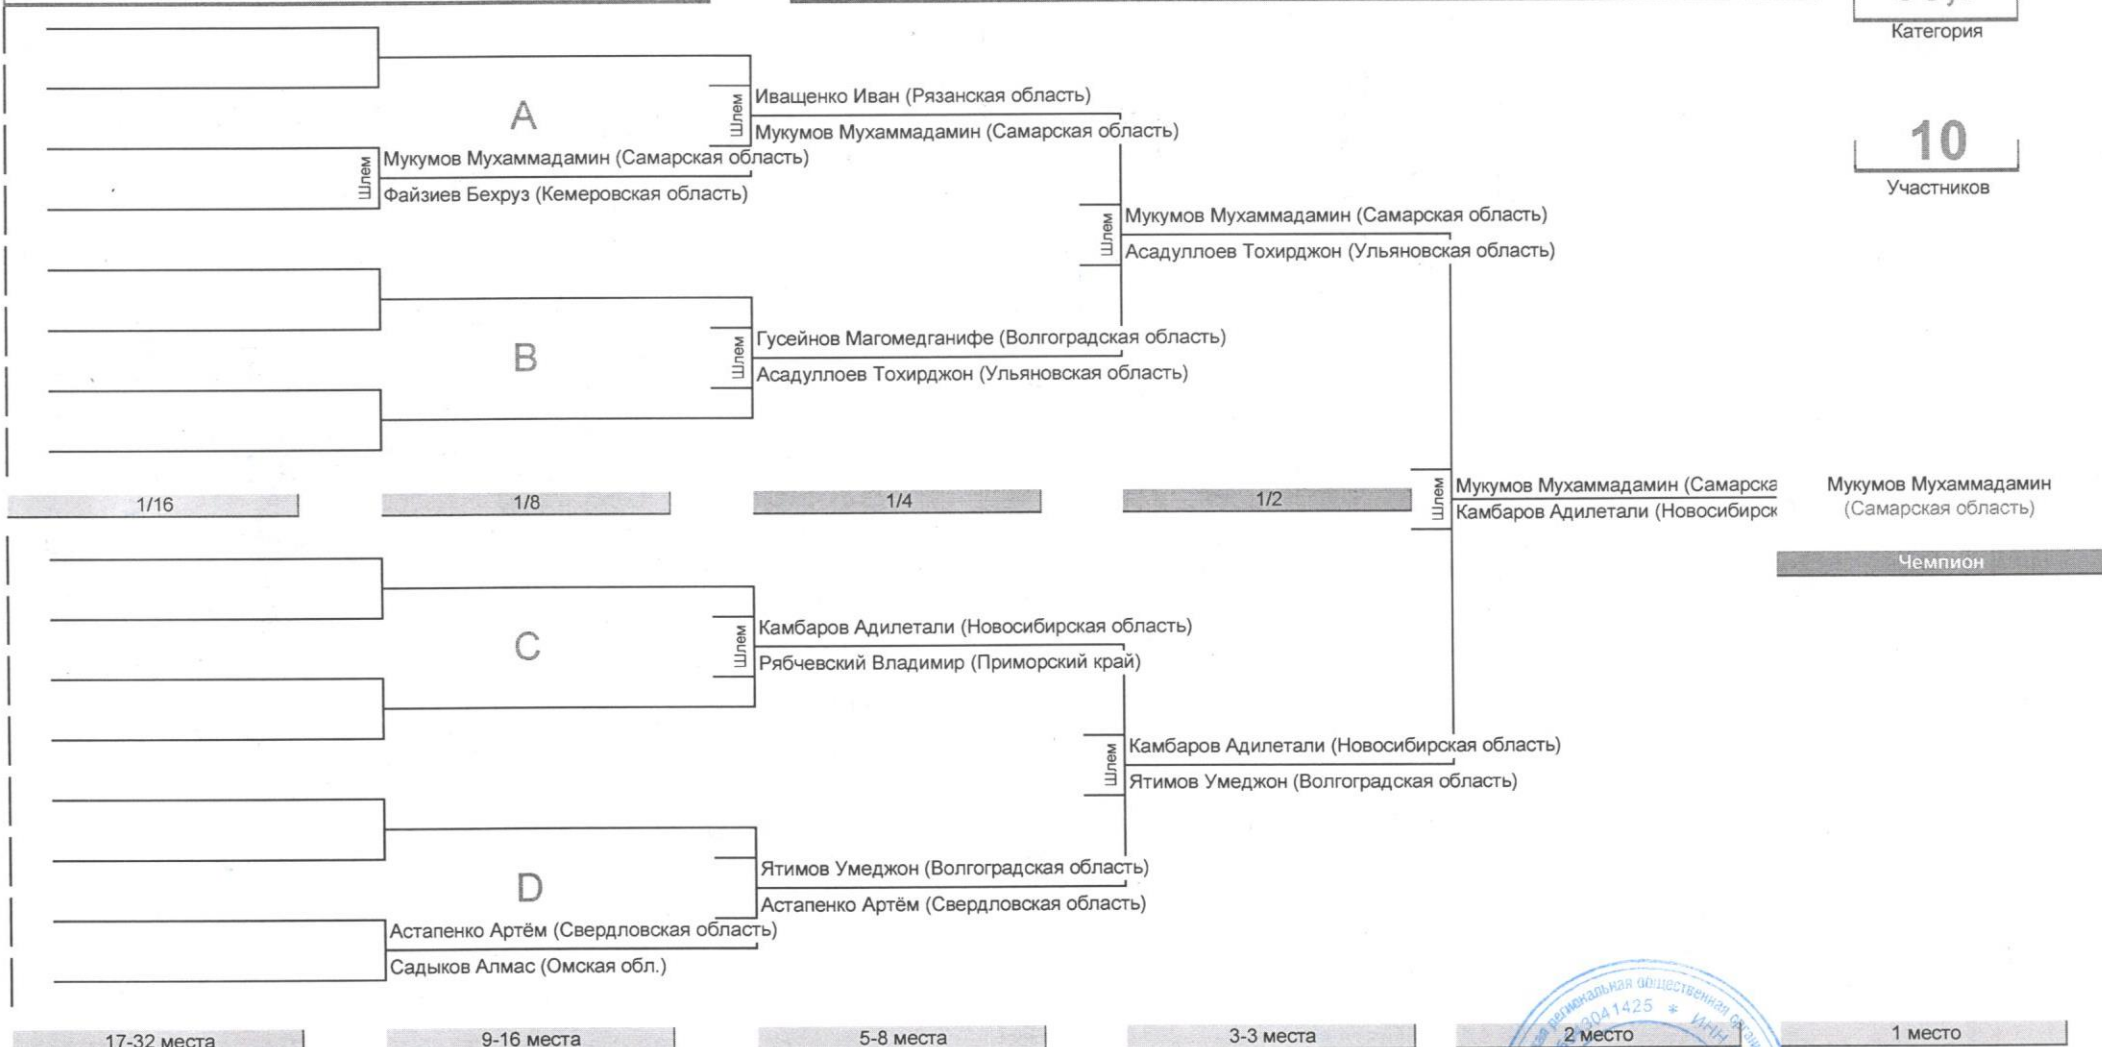 Категория
10
Участников
A
Шлем
Иващенко Иван (Рязанская область)
Мукумов Мухаммадамин (Самарская область)
Шлем
Мукумов Мухаммадамин (Самарская область)
Файзиев Бехруз (Кемеровская область)
Шлем
Мукумов Мухаммадамин (Самарская область)
Асадуллоев Тохирджон (Ульяновская область)
B
Шлем
Гусейнов Магомедганифе (Волгоградская область)
Асадуллоев Тохирджон (Ульяновская область)
1/16
1/8
1/4
1/2
Шлем
Мукумов Мухаммадамин (Самарска
Камбаров Адилетали (Новосибирск
Мукумов Мухаммадамин
(Самарская область)
Чемпион
C
Шлем
Камбаров Адилетали (Новосибирская область)
Рябчевский Владимир (Приморский край)
Шлем
Камбаров Адилетали (Новосибирская область)
Ятимов Умеджон (Волгоградская область)
D
Ятимов Умеджон (Волгоградская область)
Астапенко Артём (Свердловская область)
Астапенко Артём (Свердловская область)
Садыков Алмас (Омская обл.)
региональная общественная
041425 * ИНН
17-32 места
9-16 места
5-8 места
3-3 места
2 место
1 место